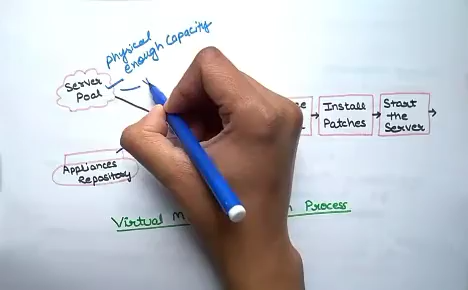 Physical
enough Capacity
Server
Pool
Install
Patches
Start
the
Server
Appliances
Repository
Virtual M
Process